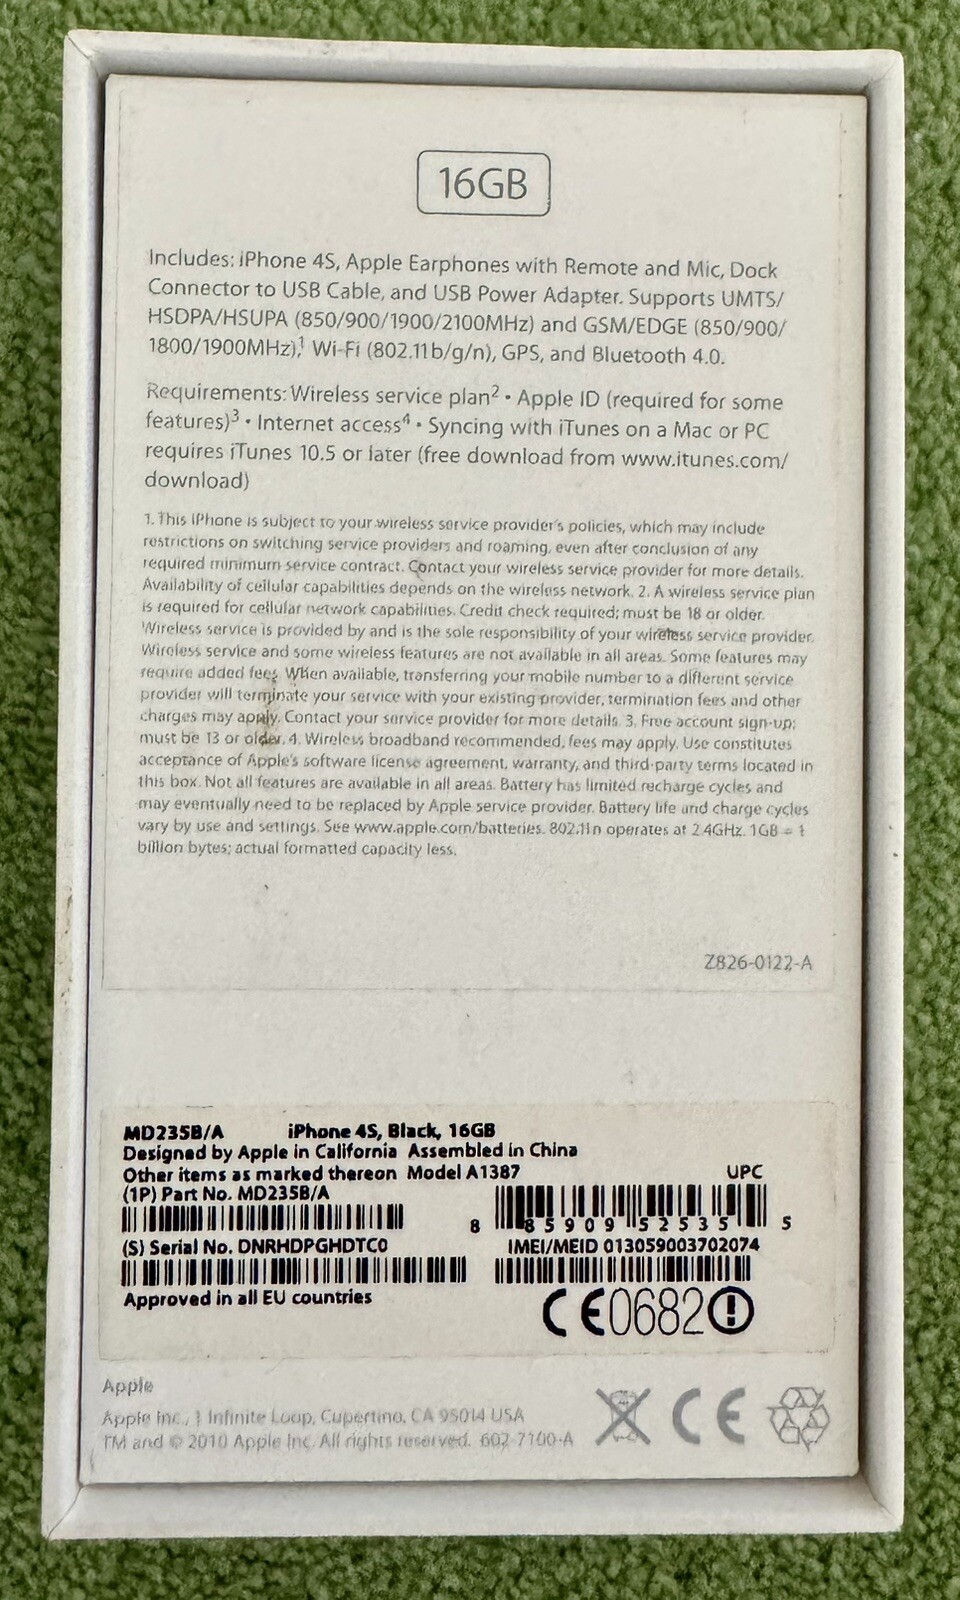 16GB
Includes: iPhone 4S, Apple Earphones with Remote and Mic, Dock
Connector to USB Cable, and USB Power Adapter. Supports UMTS/
HSDPA/HSUPA (850/900/1900/2100MHz) and GSM/EDGE (850/900/
1800/1900MHz),¹ Wi-Fi (802.11b/g/n), GPS, and Bluetooth 4.0.
Requirements: Wireless service plan² • Apple ID (required for some
features)³ • Internet access⁴ • Syncing with iTunes on a Mac or PC
requires iTunes 10.5 or later (free download from www.itunes.com/
download)
1. This iPhone is subject to your wireless service provider's policies, which may include
restrictions on switching service providers and roaming, even after conclusion of any
required minimum service contract. Contact your wireless service provider for more details.
Availability of cellular capabilities depends on the wireless network. 2. A wireless service plan
is required for cellular network capabilities. Credit check required; must be 18 or older.
Wireless service is provided by and is the sole responsibility of your wireless service provider.
Wireless service and some wireless features are not available in all areas. Some features may
require added fees. When available, transferring your mobile number to a different service
provider will terminate your service with your existing provider, termination fees and other
charges may apply. Contact your service provider for more details. 3. Free account sign-up;
must be 13 or older. 4. Wireless broadband recommended, fees may apply. Use constitutes
acceptance of Apple's software license agreement, warranty, and third-party terms located in
this box. Not all features are available in all areas. Battery has limited recharge cycles and
may eventually need to be replaced by Apple service provider. Battery life and charge cycles
vary by use and settings. See www.apple.com/batteries. 802.11n operates at 2.4GHz. 1GB = 1
billion bytes; actual formatted capacity less.
Z826-0122-A
MD235B/A iPhone 4S, Black, 16GB
Designed by Apple in California Assembled in China
Other items as marked thereon Model A1387 UPC
(1P) Part No. MD235B/A
8 85909 52535 5
(S) Serial No. DNRHDPGHDTC0 IMEI/MEID 013059003702074
Approved in all EU countries
CE0682
Apple
Apple Inc., 1 Infinite Loop, Cupertino, CA 95014 USA
TM and © 2010 Apple Inc. All rights reserved. 602-7100-A
CE